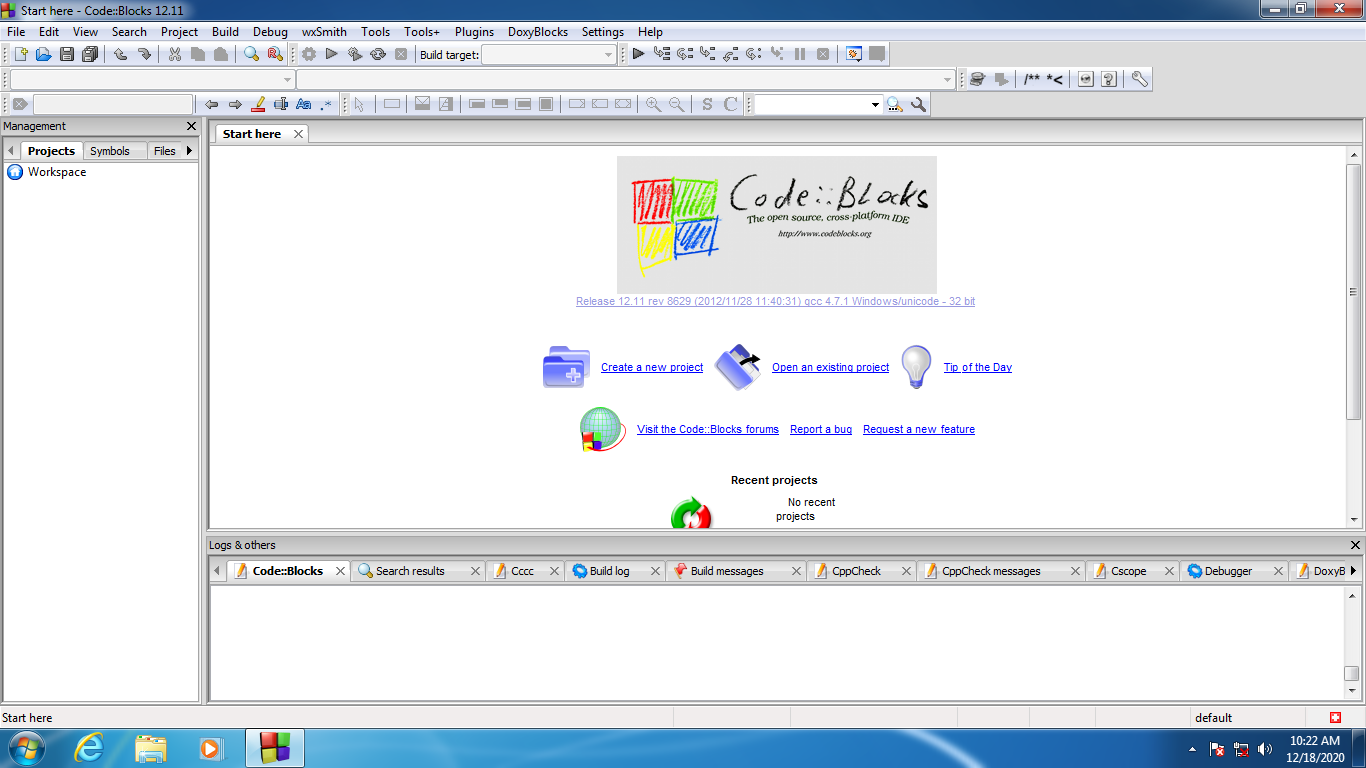 Start here - Code::Blocks 12.11
File Edit View Search Project Build Debug wxSmith Tools Tools+ Plugins DoxyBlocks Settings Help
Build target:
/** *<
Aa .*
S C
Management
Projects Symbols Files
Workspace
Start here
Code::Blocks
The open source, cross-platform IDE
http://www.codeblocks.org
Release 12.11 rev 8629 (2012/11/28 11:40:31) gcc 4.7.1 Windows/unicode - 32 bit
Create a new project Open an existing project Tip of the Day
Visit the Code::Blocks forums Report a bug Request a new feature
Recent projects
No recent
projects
Logs & others
Code::Blocks Search results Cccc Build log Build messages CppCheck CppCheck messages Cscope Debugger DoxyB
Start here default
10:22 AM
12/18/2020